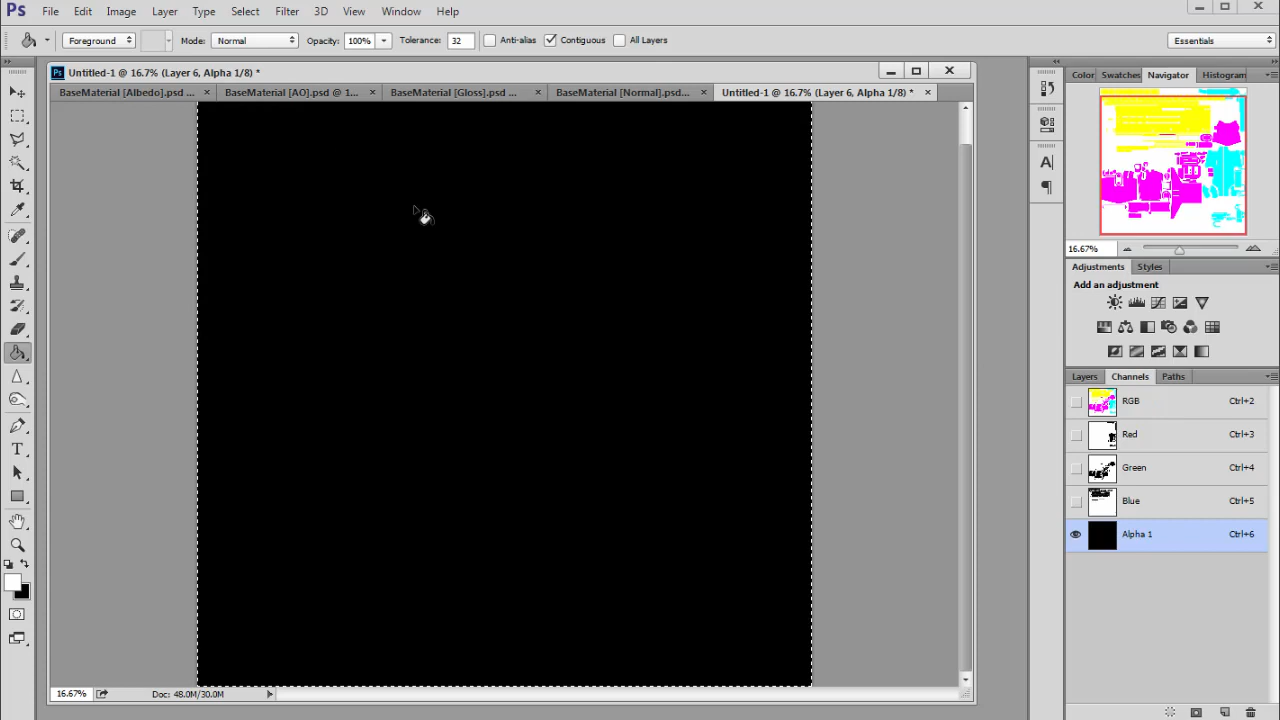 Ps File Edit Image Layer Type Select Filter 3D View Window Help
Foreground Mode: Normal Opacity: 100% Tolerance: 32 Anti-alias Contiguous All Layers Essentials
Ps Untitled-1 @ 16.7% (Layer 6, Alpha 1/8) *
BaseMaterial [Albedo].psd ... × BaseMaterial [AO].psd @ ... × BaseMaterial [Gloss].psd ... × BaseMaterial [Normal].psd... × Untitled-1 @ 16.7% (Layer 6, Alpha 1/8) * ×
Color Swatches Navigator Histogram
16.67%
Adjustments Styles
Add an adjustment
Layers Channels Paths
RGB Ctrl+2
Red Ctrl+3
Green Ctrl+4
Blue Ctrl+5
Alpha 1 Ctrl+6
16.67% Doc: 48.0M/30.0M